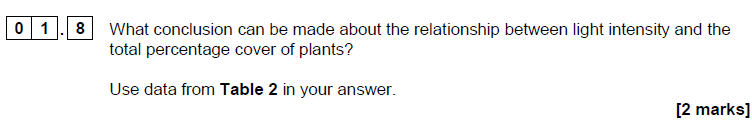 0 1 . 8 What conclusion can be made about the relationship between light intensity and the
total percentage cover of plants?
Use data from Table 2 in your answer.
[2 marks]